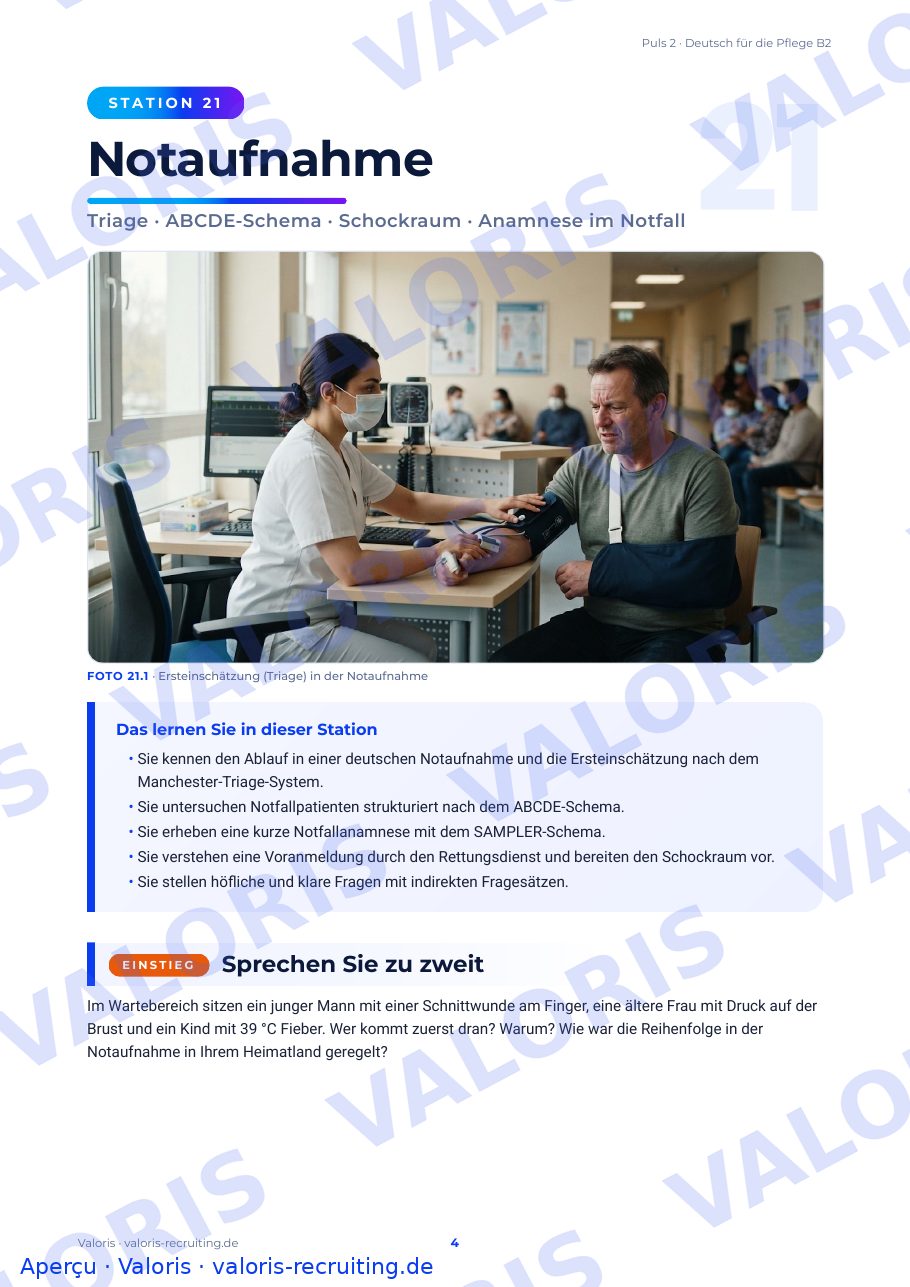 Puls 2 · Deutsch für die Pflege B2
STATION 21
21
Notaufnahme
Triage · ABCDE-Schema · Schockraum · Anamnese im Notfall
FOTO 21.1 · Ersteinschätzung (Triage) in der Notaufnahme
Das lernen Sie in dieser Station
• Sie kennen den Ablauf in einer deutschen Notaufnahme und die Ersteinschätzung nach dem
Manchester-Triage-System.
• Sie untersuchen Notfallpatienten strukturiert nach dem ABCDE-Schema.
• Sie erheben eine kurze Notfallanamnese mit dem SAMPLER-Schema.
• Sie verstehen eine Voranmeldung durch den Rettungsdienst und bereiten den Schockraum vor.
• Sie stellen höfliche und klare Fragen mit indirekten Fragesätzen.
EINSTIEG Sprechen Sie zu zweit
Im Wartebereich sitzen ein junger Mann mit einer Schnittwunde am Finger, eine ältere Frau mit Druck auf der
Brust und ein Kind mit 39 °C Fieber. Wer kommt zuerst dran? Warum? Wie war die Reihenfolge in der
Notaufnahme in Ihrem Heimatland geregelt?
Valoris · valoris-recruiting.de
4
Aperçu · Valoris · valoris-recruiting.de
VALORIS